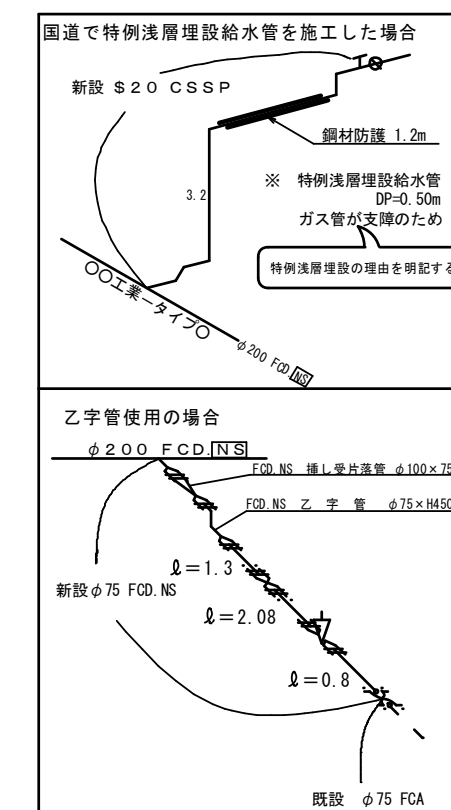 国道で特例浅層埋設給水管を施工した場合
新設 $20 CSSP
鋼材防護 1.2m
3.2
※ 特例浅層埋設給水管
DP=0.50m
ガス管が支障のため
特例浅層埋設の理由を明記する
〇〇工業ータイプ〇
φ200 FCD.NS
乙字管使用の場合
φ200 FCD.NS
FCD.NS 挿し受片落管 φ100×75
FCD.NS 乙 字 管 φ75×H450
ℓ=1.3
新設φ75 FCD.NS
ℓ=2.08
ℓ=0.8
既設 φ75 FCA